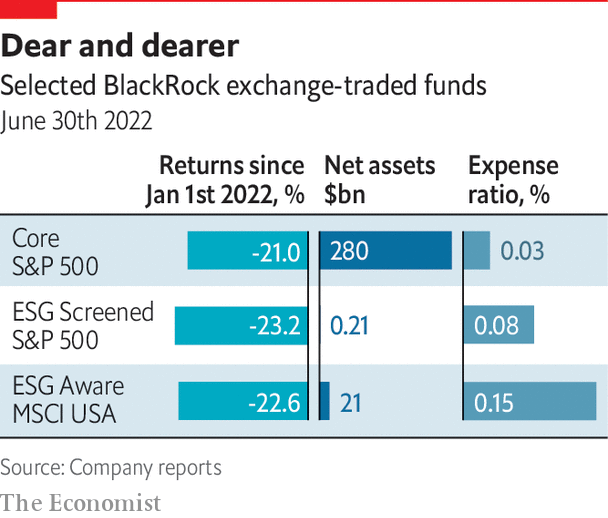 Dear and dearer
Selected BlackRock exchange-traded funds
June 30th 2022
Returns since
Jan 1st 2022, %
Net assets
$bn
Expense
ratio, %
Core
S&P 500
-21.0
280
0.03
ESG Screened
S&P 500
-23.2
0.21
0.08
ESG Aware
MSCI USA
-22.6
21
0.15
Source: Company reports
The Economist